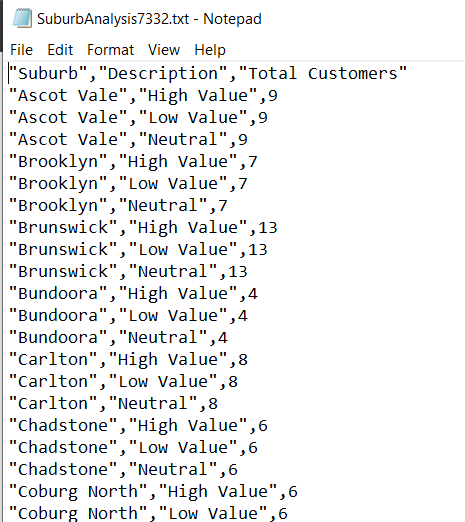 SuburbAnalysis7332.txt - Notepad
File Edit Format View Help
"Suburb","Description","Total Customers"
"Ascot Vale","High Value",9
"Ascot Vale","Low Value",9
"Ascot Vale","Neutral",9
"Brooklyn","High Value",7
"Brooklyn","Low Value",7
"Brooklyn","Neutral",7
"Brunswick","High Value",13
"Brunswick","Low Value",13
"Brunswick","Neutral",13
"Bundoora","High Value",4
"Bundoora","Low Value",4
"Bundoora","Neutral",4
"Carlton","High Value",8
"Carlton","Low Value",8
"Carlton","Neutral",8
"Chadstone","High Value",6
"Chadstone","Low Value",6
"Chadstone","Neutral",6
"Coburg North","High Value",6
"Coburg North","Low Value",6